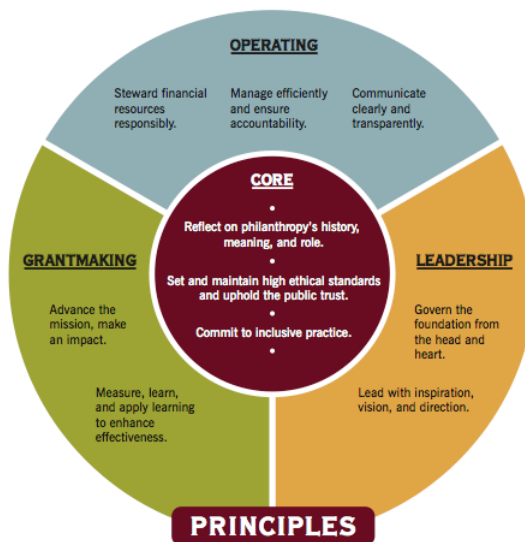 OPERATING
Steward financial
resources
responsibly.
Manage efficiently
and ensure
accountability.
Communicate
clearly and
transparently.
CORE
•
Reflect on philanthropy's history,
meaning, and role.
•
Set and maintain high ethical standards
and uphold the public trust.
•
Commit to inclusive practice.
•
GRANTMAKING
Advance the
mission, make
an impact.
Measure, learn,
and apply learning
to enhance
effectiveness.
LEADERSHIP
Govern the
foundation from
the head and
heart.
Lead with inspiration,
vision, and direction.
PRINCIPLES